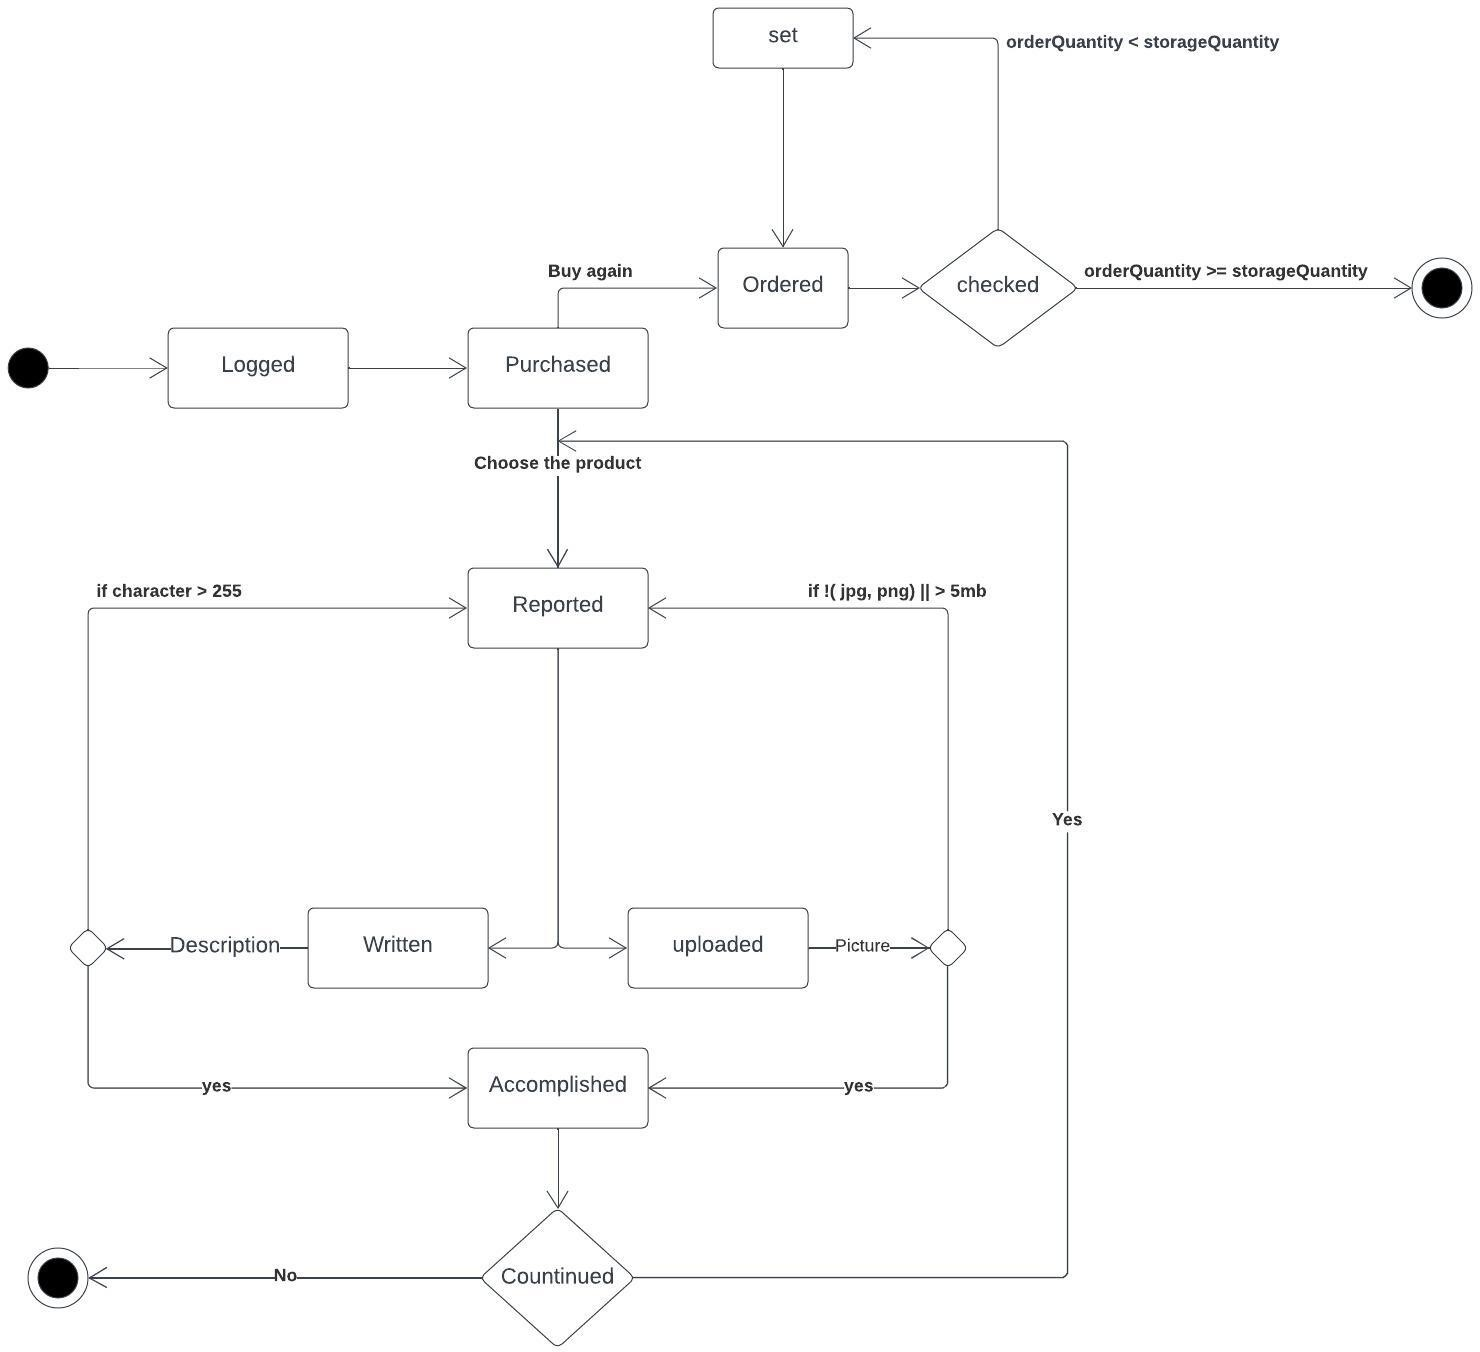 set
orderQuantity < storageQuantity
Buy again
Ordered
checked
orderQuantity >= storageQuantity
Logged
Purchased
Choose the product
if character > 255
Reported
if !( jpg, png) || > 5mb
Yes
Description
Written
uploaded
Picture
yes
Accomplished
yes
No
Countinued